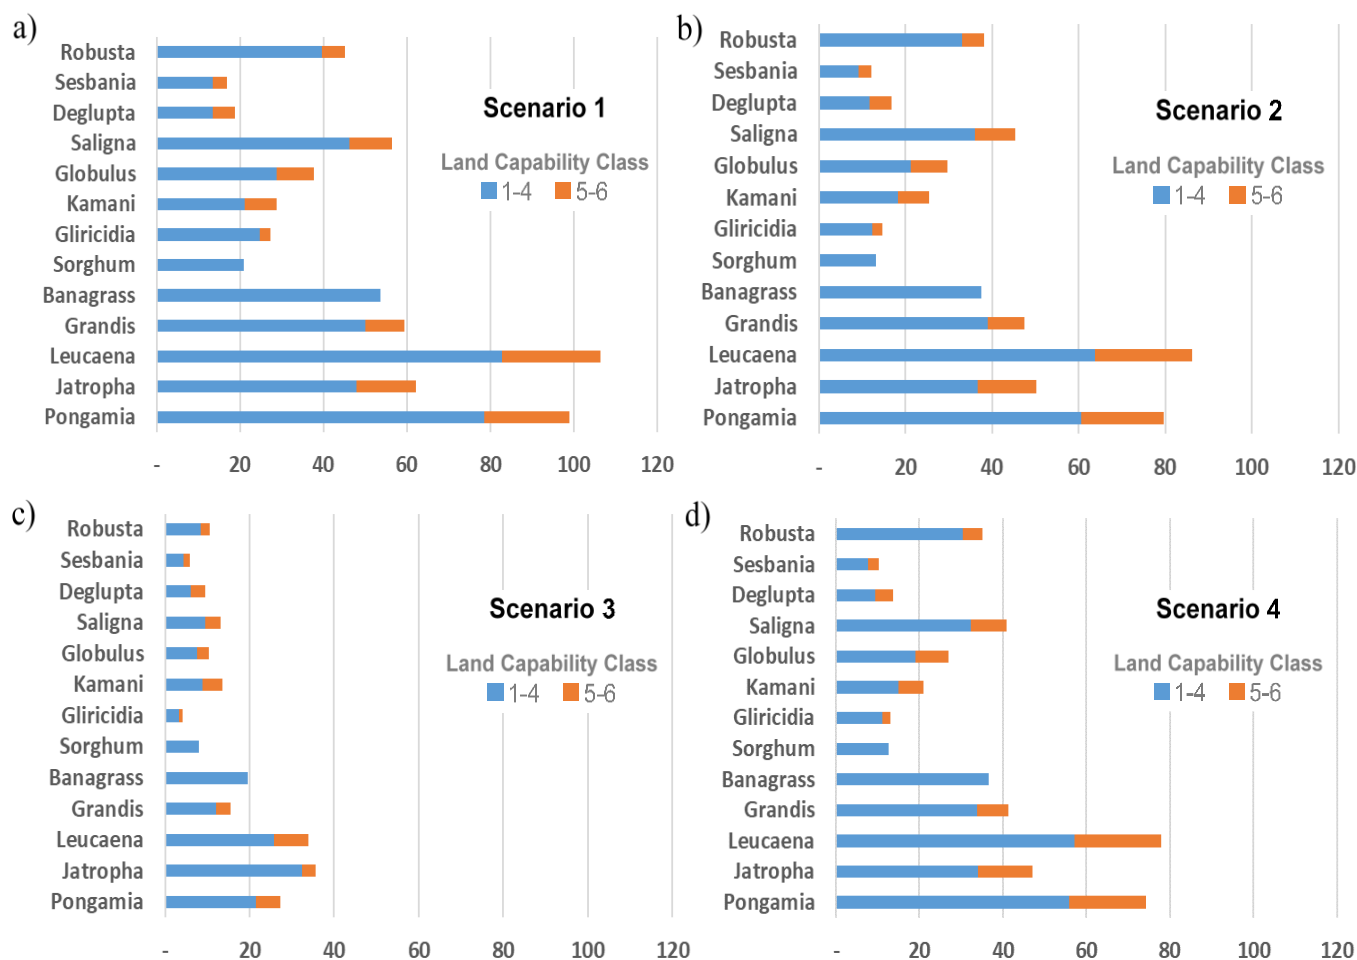 a)
Robusta
Sesbania
Deglupta
Saligna
Globulus
Kamani
Gliricidia
Sorghum
Banagrass
Grandis
Leucaena
Jatropha
Pongamia
Scenario 1
Land Capability Class
1-4 5-6
- 20 40 60 80 100 120
b)
Robusta
Sesbania
Deglupta
Saligna
Globulus
Kamani
Gliricidia
Sorghum
Banagrass
Grandis
Leucaena
Jatropha
Pongamia
Scenario 2
Land Capability Class
1-4 5-6
- 20 40 60 80 100 120
c)
Robusta
Sesbania
Deglupta
Saligna
Globulus
Kamani
Gliricidia
Sorghum
Banagrass
Grandis
Leucaena
Jatropha
Pongamia
Scenario 3
Land Capability Class
1-4 5-6
- 20 40 60 80 100 120
d)
Robusta
Sesbania
Deglupta
Saligna
Globulus
Kamani
Gliricidia
Sorghum
Banagrass
Grandis
Leucaena
Jatropha
Pongamia
Scenario 4
Land Capability Class
1-4 5-6
- 20 40 60 80 100 120